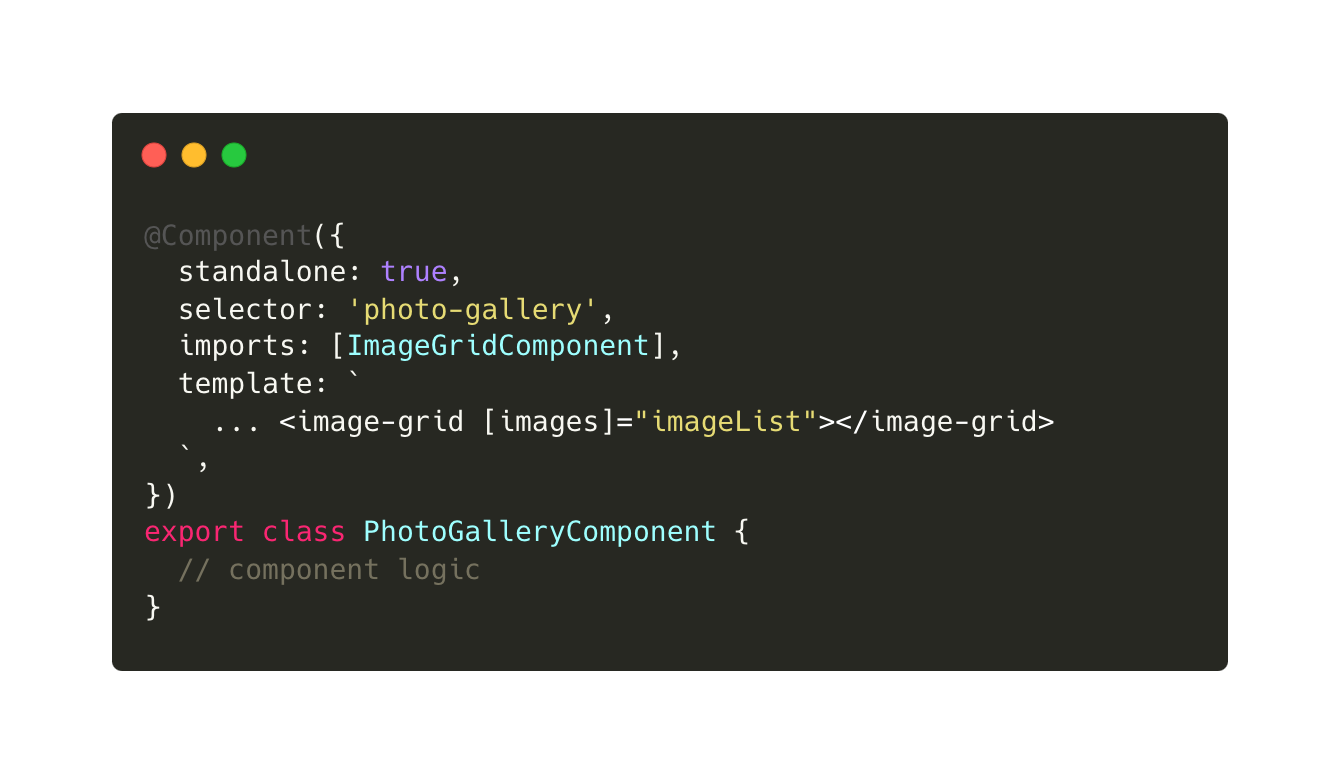 @Component({
  standalone: true,
  selector: 'photo-gallery',
  imports: [ImageGridComponent],
  template: `
    ... <image-grid [images]="imageList"></image-grid>
  `,
})
export class PhotoGalleryComponent {
  // component logic
}